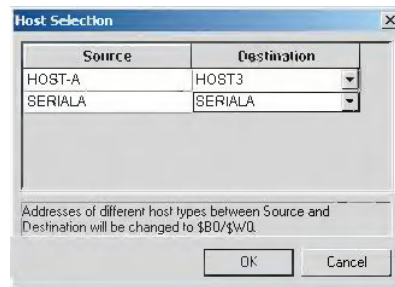 Host Selection
Source Destination
HOST-A HOST3
SERIALA SERIALA
Addresses of different host types between Source and
Destination will be changed to $B0/$W0.
OK Cancel